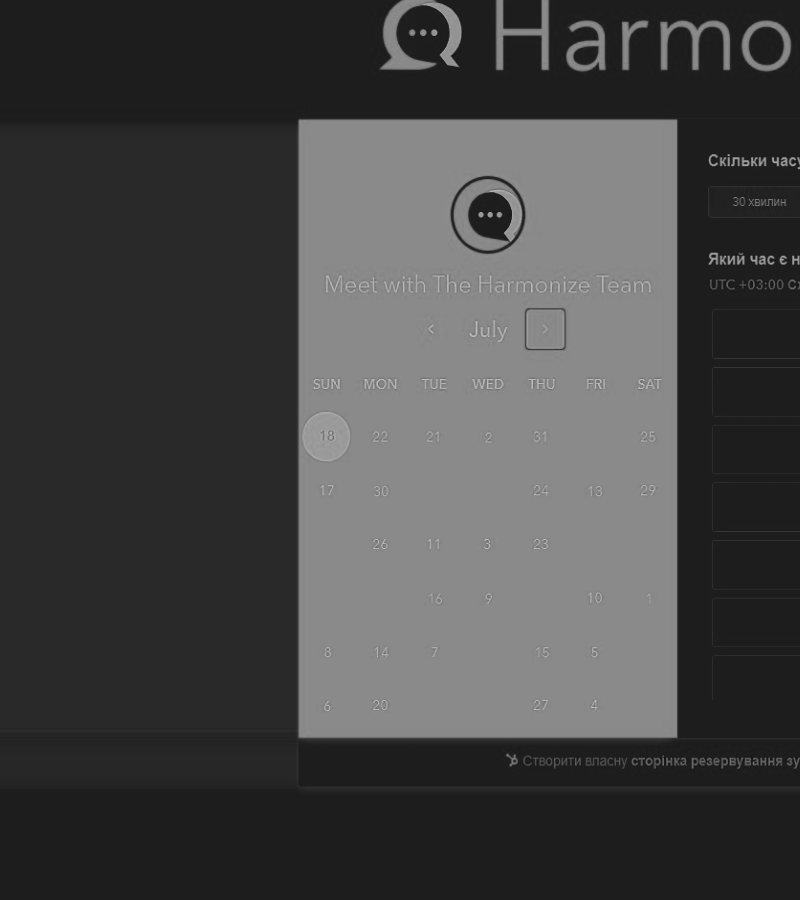 Harmo
Meet with The Harmonize Team
July
SUN MON TUE WED THU FRI SAT
18 22 21 2 31 25
17 30 24 13 29
26 11 3 23
16 9 10 1
8 14 7 15 5
6 20 27 4
Скільки часу
30 хвилин
Який час є н
UTC +03:00 Сх
Створити власну сторінка резервування зу